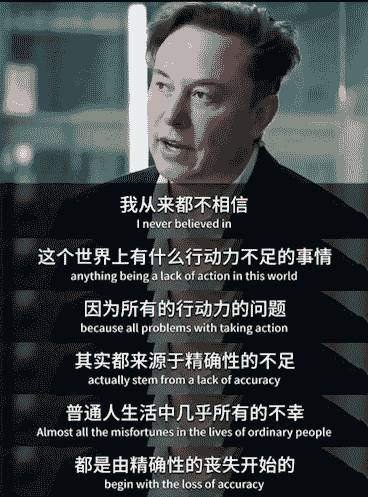 我从来都不相信
I never believed in
这个世界上有什么行动力不足的事情
anything being a lack of action in this world
因为所有的行动力的问题
because all problems with taking action
其实都来源于精确性的不足
actually stem from a lack of accuracy
普通人生活中几乎所有的不幸
Almost all the misfortunes in the lives of ordinary people
都是由精确性的丧失开始的
begin with the loss of accuracy